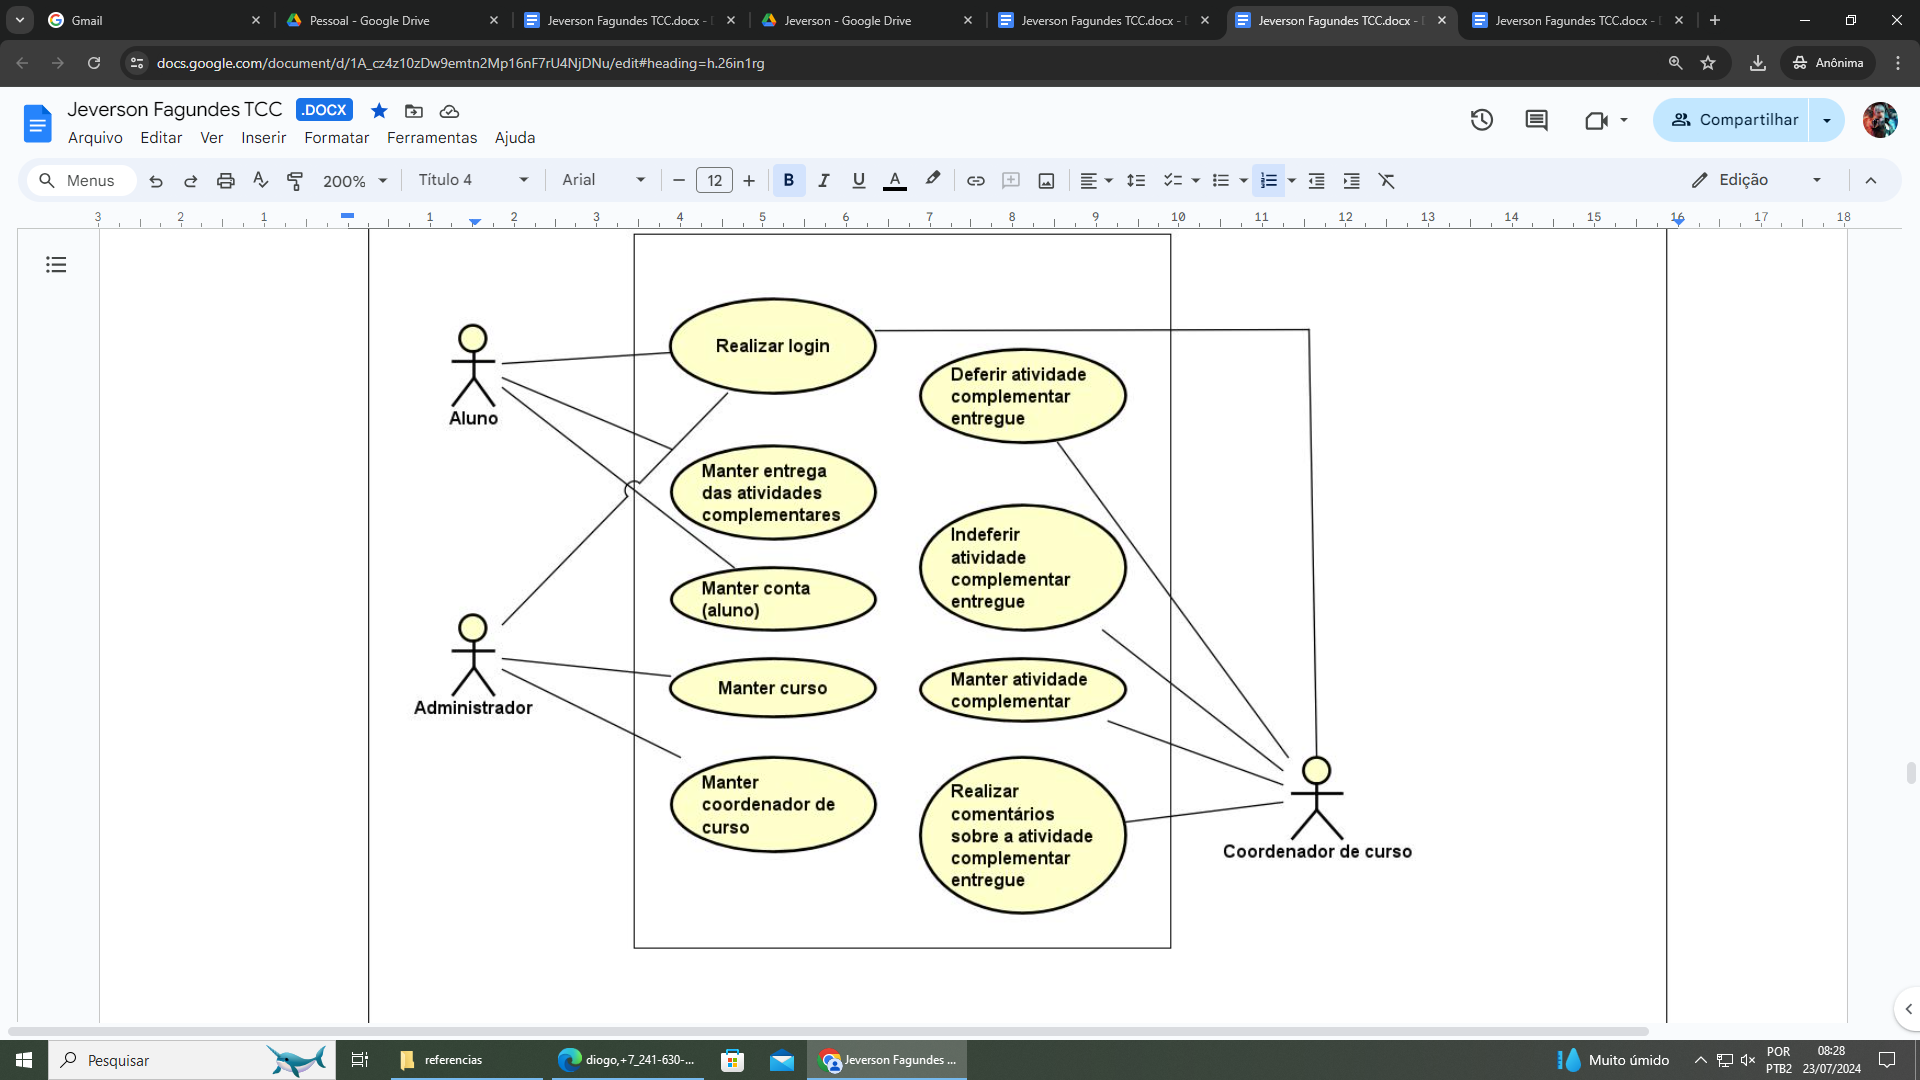 Gmail
Pessoal - Google Drive
Jeverson Fagundes TCC.docx -
Jeverson - Google Drive
Jeverson Fagundes TCC.docx -
Jeverson Fagundes TCC.docx -
Jeverson Fagundes TCC.docx -
docs.google.com/document/d/1A_cz4z10zDw9emtn2Mp16nF7rU4NjDNu/edit#heading=h.26in1rg
Anônima
Jeverson Fagundes TCC
.DOCX
Arquivo Editar Ver Inserir Formatar Ferramentas Ajuda
Compartilhar
Menus
200%
Título 4
Arial
12
B I U A
Edição
3 2 1 1 2 3 4 5 6 7 8 9 10 11 12 13 14 15 16 17 18
Aluno
Administrador
Realizar login
Manter entrega
das atividades
complementares
Manter conta
(aluno)
Manter curso
Manter
coordenador de
curso
Deferir atividade
complementar
entregue
Indeferir
atividade
complementar
entregue
Manter atividade
complementar
Realizar
comentários
sobre a atividade
complementar
entregue
Coordenador de curso
Pesquisar
referencias
diogo,+7_241-630-...
Jeverson Fagundes ...
Muito úmido
POR
PTB2
08:28
23/07/2024